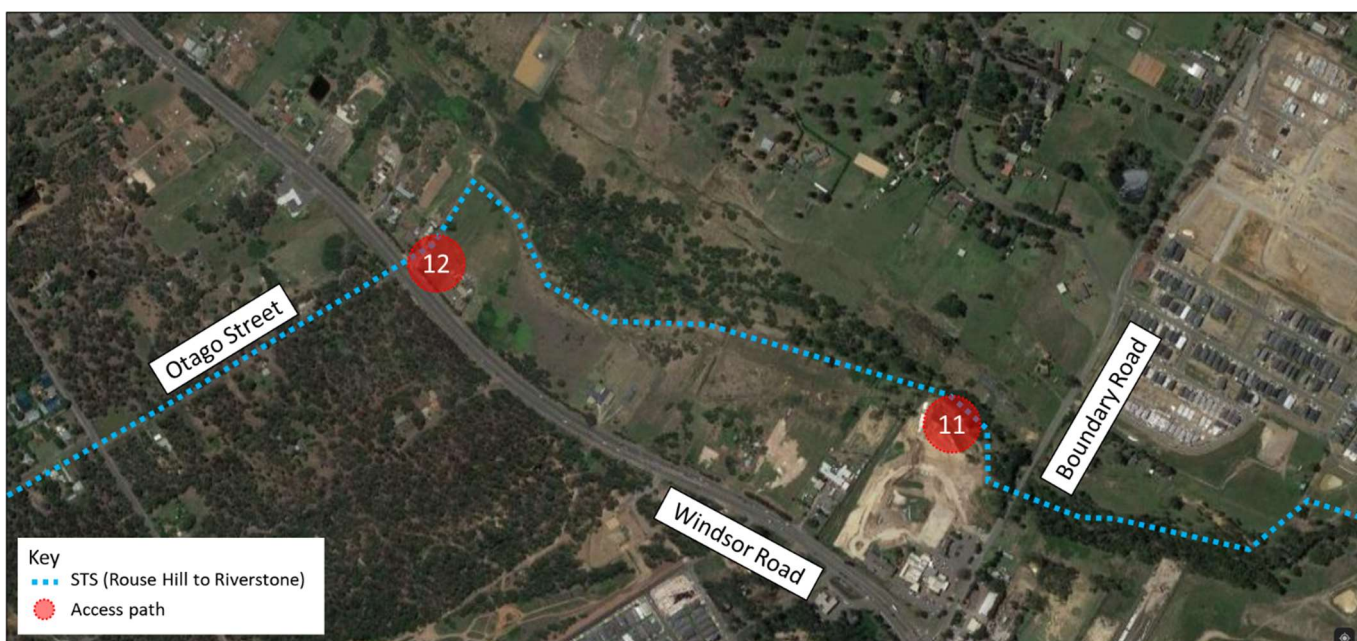 12
Otago Street
11
Boundary Road
Windsor Road
Key
STS (Rouse Hill to Riverstone)
Access path